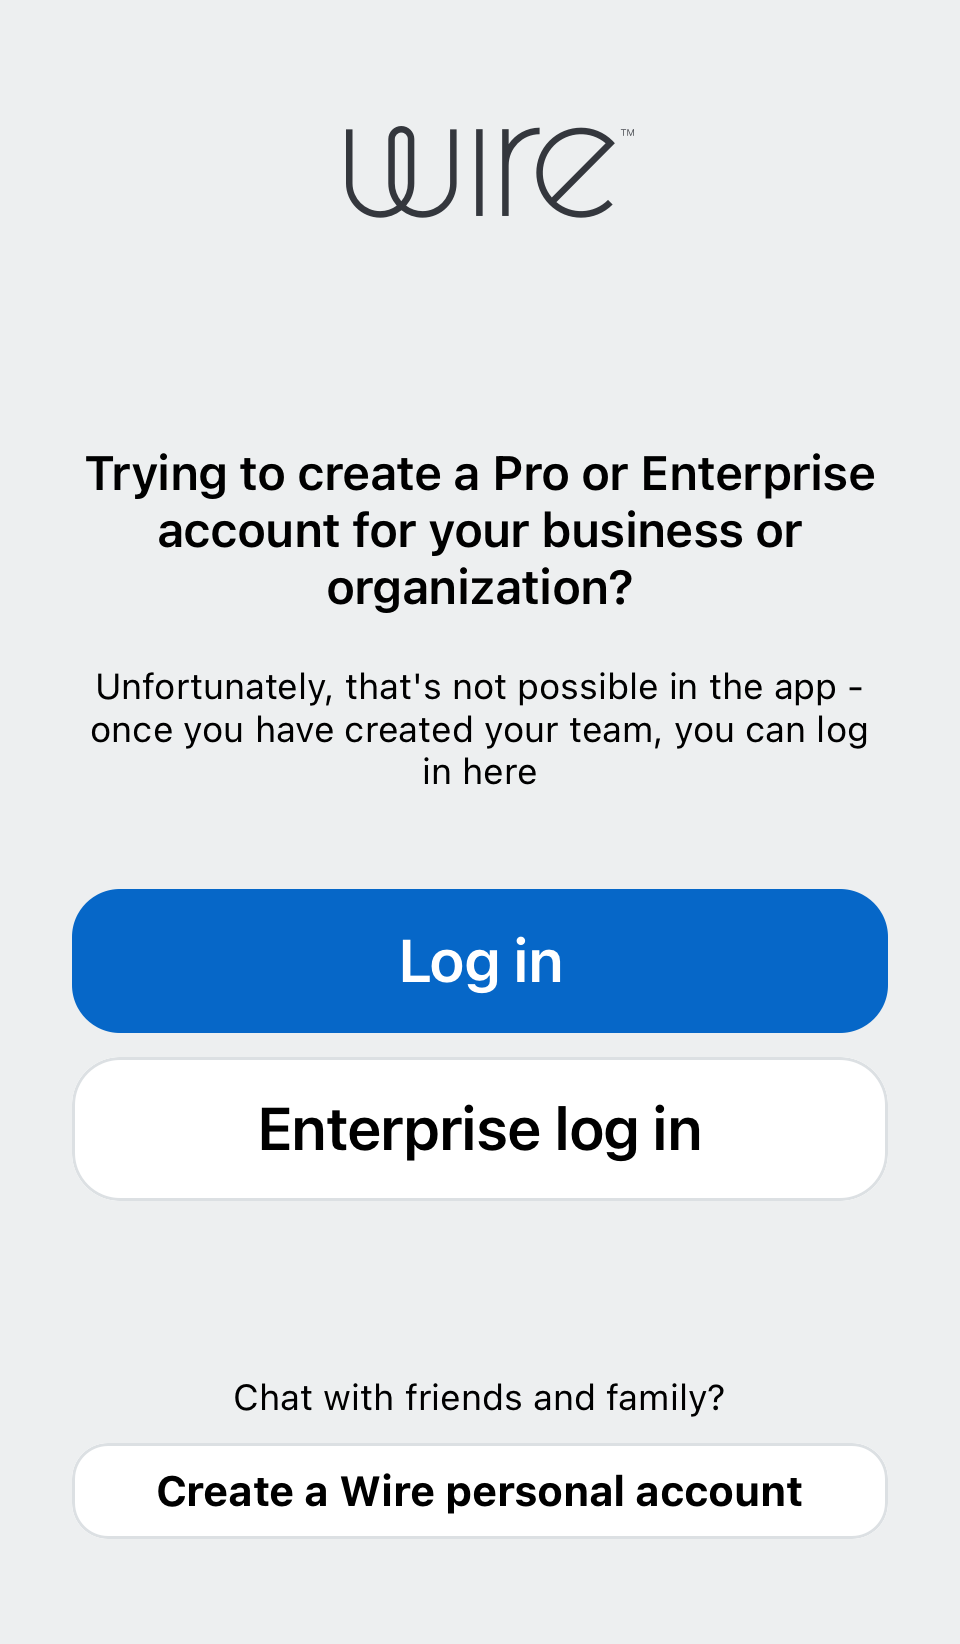 wire™
Trying to create a Pro or Enterprise
account for your business or
organization?
Unfortunately, that's not possible in the app -
once you have created your team, you can log
in here
Log in
Enterprise log in
Chat with friends and family?
Create a Wire personal account